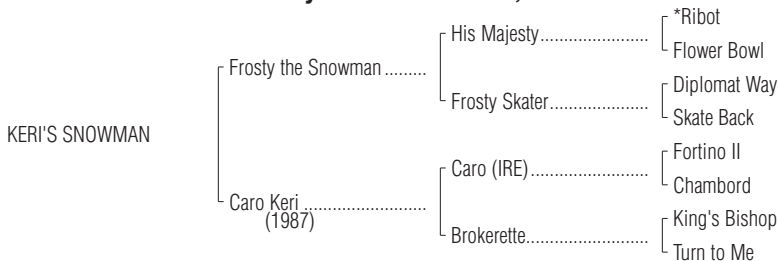 *Ribot
His Majesty
Flower Bowl
Frosty the Snowman
Diplomat Way
Frosty Skater
Skate Back
KERI'S SNOWMAN
Fortino II
Caro (IRE)
Chambord
Caro Keri
(1987)
King's Bishop
Brokerette
Turn to Me